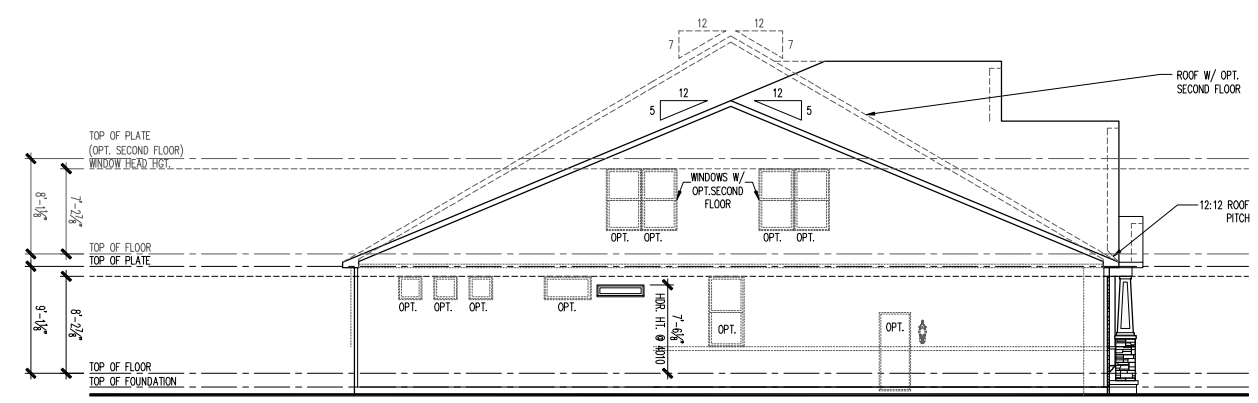 12 12
7 7
12 12
5 5
ROOF W/ OPT.
SECOND FLOOR
TOP OF PLATE
(OPT. SECOND FLOOR)
WINDOW HEAD HGT.
8'-1⅛"
7'-2⅞"
WINDOWS W/
OPT.SECOND
FLOOR
OPT. OPT.
OPT. OPT.
12:12 ROOF
PITCH
TOP OF FLOOR
TOP OF PLATE
9'-1⅛"
8'-2⅞"
OPT. OPT. OPT.
OPT.
HDR. HT. @ 4010
7'-6⅛"
OPT.
OPT.
TOP OF FLOOR
TOP OF FOUNDATION